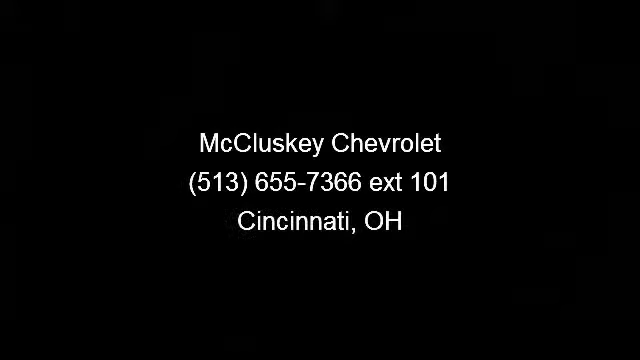 McCluskey Chevrolet
(513) 655-7366 ext 101
Cincinnati, OH